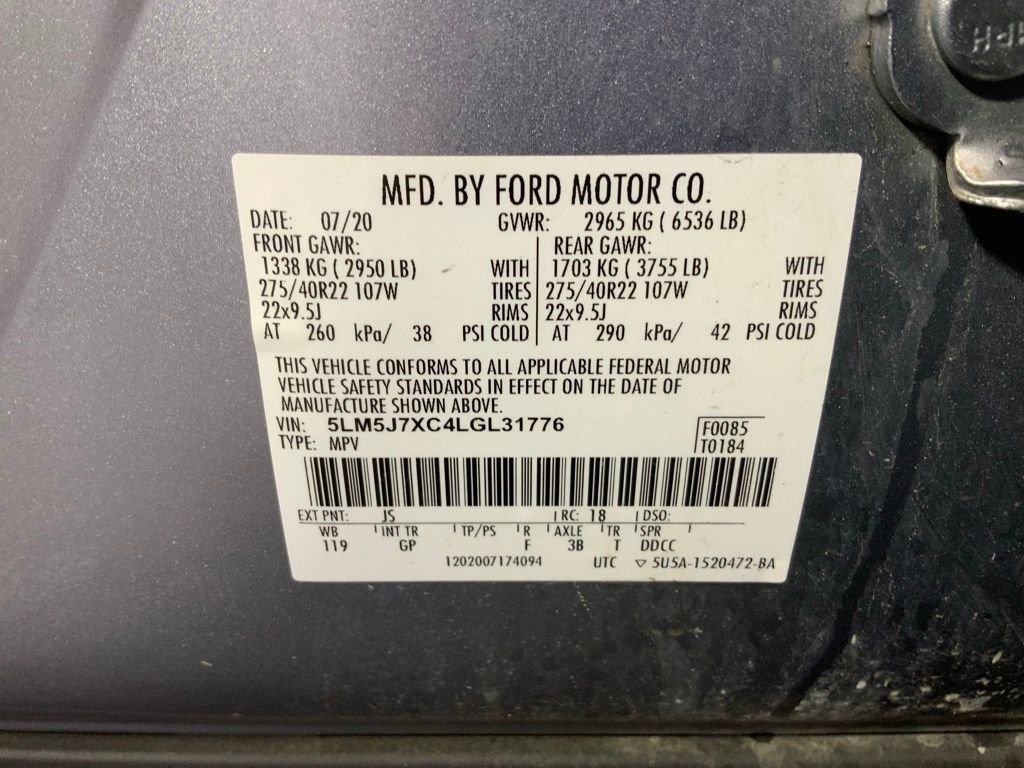 MPH
MFD. BY FORD MOTOR CO.
DATE: 07/20 GVWR: 2965 KG ( 6536 LB)
FRONT GAWR: REAR GAWR:
1338 KG ( 2950 LB) WITH 1703 KG ( 3755 LB) WITH
275/40R22 107W TIRES 275/40R22 107W TIRES
22x9.5J RIMS 22x9.5J RIMS
AT 260 kPa/ 38 PSI COLD AT 290 kPa/ 42 PSI COLD
THIS VEHICLE CONFORMS TO ALL APPLICABLE FEDERAL MOTOR
VEHICLE SAFETY STANDARDS IN EFFECT ON THE DATE OF
MANUFACTURE SHOWN ABOVE.
VIN: 5LM5J7XC4LGL31776 F0085
TYPE: MPV T0184
EXT PNT: JS RC: 18 DSO:
WB INT TR TP/PS R AXLE TR SPR
119 GP F 3B T DDCC
1202007174094 UTC ▽ 5U5A-1520472-BA